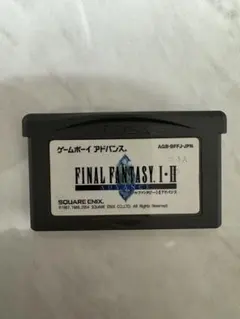 ゲームボーイ アドバンス
AGB-BFFJ-JPN
FINAL FANTASY I・II
ADVANCE
SQUARE ENIX